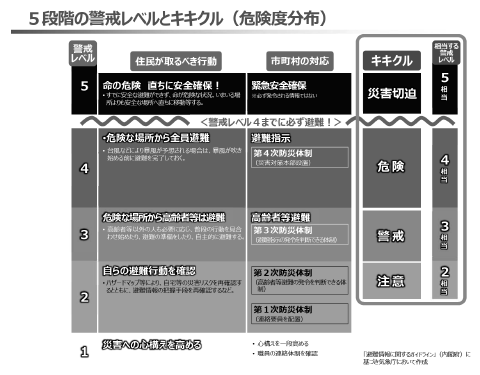 5段階の警戒レベルとキキクル（危険度分布）
警戒
レベル
住民が取るべき行動
市町村の対応
キキクル
相当する
警戒
レベル
5
命の危険 直ちに安全確保！
・すでに安全な避難ができず、命が危険な状況。いまいる場
所よりも安全な場所へ直ちに移動等する。
緊急安全確保
※必ず発令される情報ではない
災害切迫
5
相当
＜警戒レベル４までに必ず避難！＞
4
・危険な場所から全員避難
・台風などにより暴風が予想される場合は、暴風が吹き
始める前に避難を完了しておく。
避難指示
第４次防災体制
（災害対策本部設置）
危険
4
相当
3
危険な場所から高齢者等は避難
・高齢者等以外の人も必要に応じ、普段の行動を見合
わせ始めたり、避難の準備をしたり、自主的に避難する。
高齢者等避難
第３次防災体制
（避難指示の発令を判断できる体制）
警戒
3
相当
2
自らの避難行動を確認
・ハザードマップ等により、自宅等の災害リスクを再確認す
るとともに、避難情報の把握手段を再確認するなど。
第２次防災体制
（高齢者等避難の発令を判断できる体
制）
第１次防災体制
（連絡要員を配置）
注意
2
相当
1
災害への心構えを高める
・ 心構えを一段高める
・ 職員の連絡体制を確認
「避難情報に関するガイドライン」（内閣府）に
基づき気象庁において作成